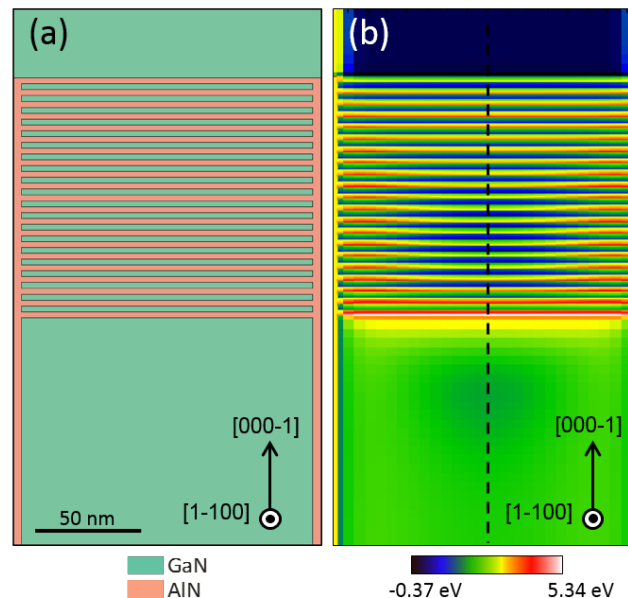 (a)
(b)
[000-1]
[1-100]
50 nm
[000-1]
[1-100]
GaN
AlN
-0.37 eV
5.34 eV